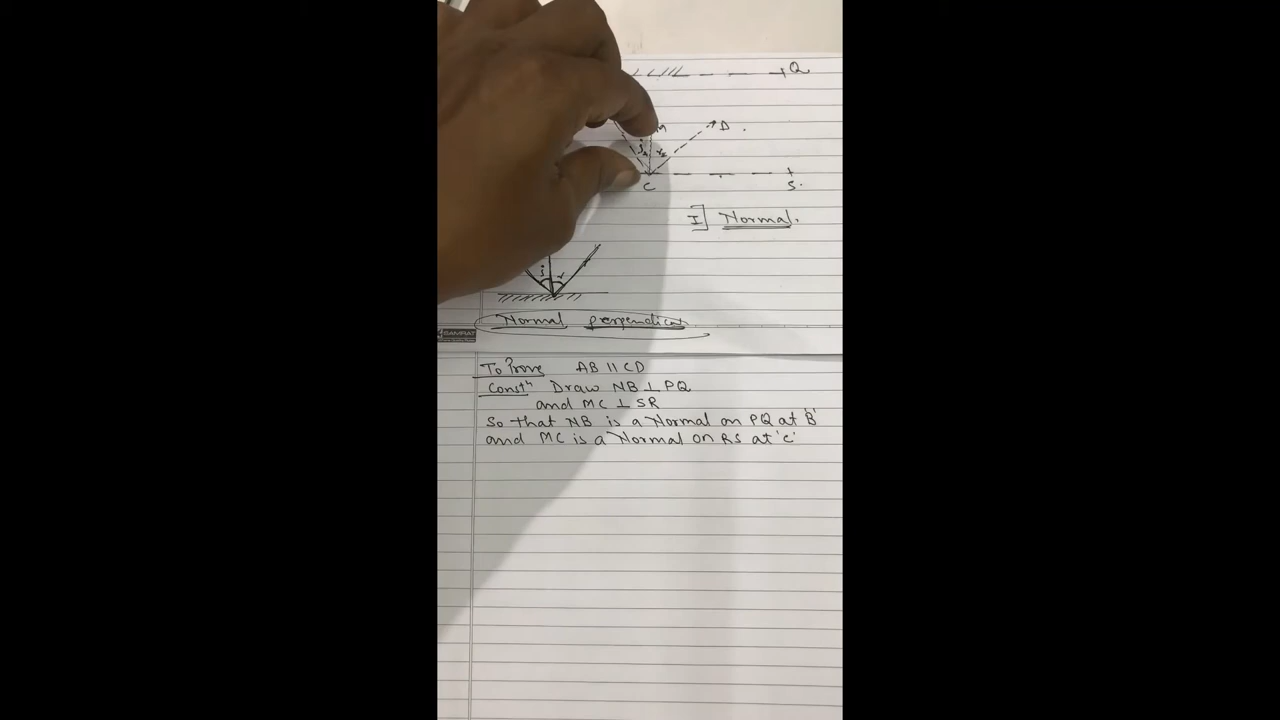 Q
M
D
i r
C
S.
I] Normal.
i r
Normal perpendicular
To Prove AB || CD
Constⁿ Draw NB ⊥ PQ
and MC ⊥ SR
So that NB is a Normal on PQ at 'B'
and MC is a Normal on RS at 'C'